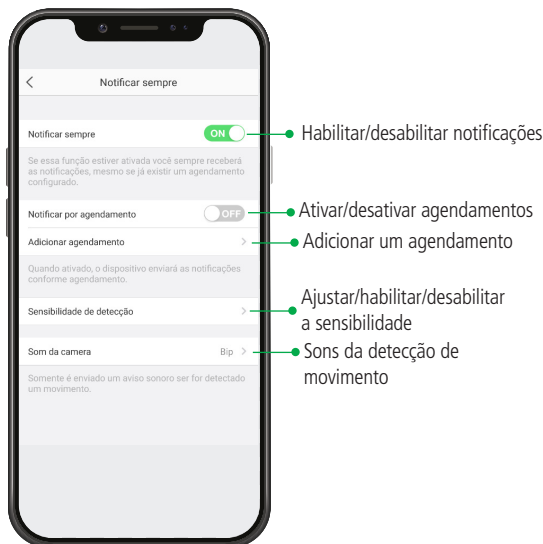 Notificar sempre
Notificar sempre
ON
Habilitar/desabilitar notificações
Se essa função estiver ativada você sempre receberá
as notificações, mesmo se já existir um agendamento
configurado.
Notificar por agendamento
OFF
Ativar/desativar agendamentos
Adicionar agendamento
Adicionar um agendamento
Quando ativado, o dispositivo enviará as notificações
conforme agendamento.
Sensibilidade de detecção
Ajustar/habilitar/desabilitar
a sensibilidade
Som da camera
Bip
Sons da detecção de
movimento
Somente é enviado um aviso sonoro ser for detectado
um movimento.